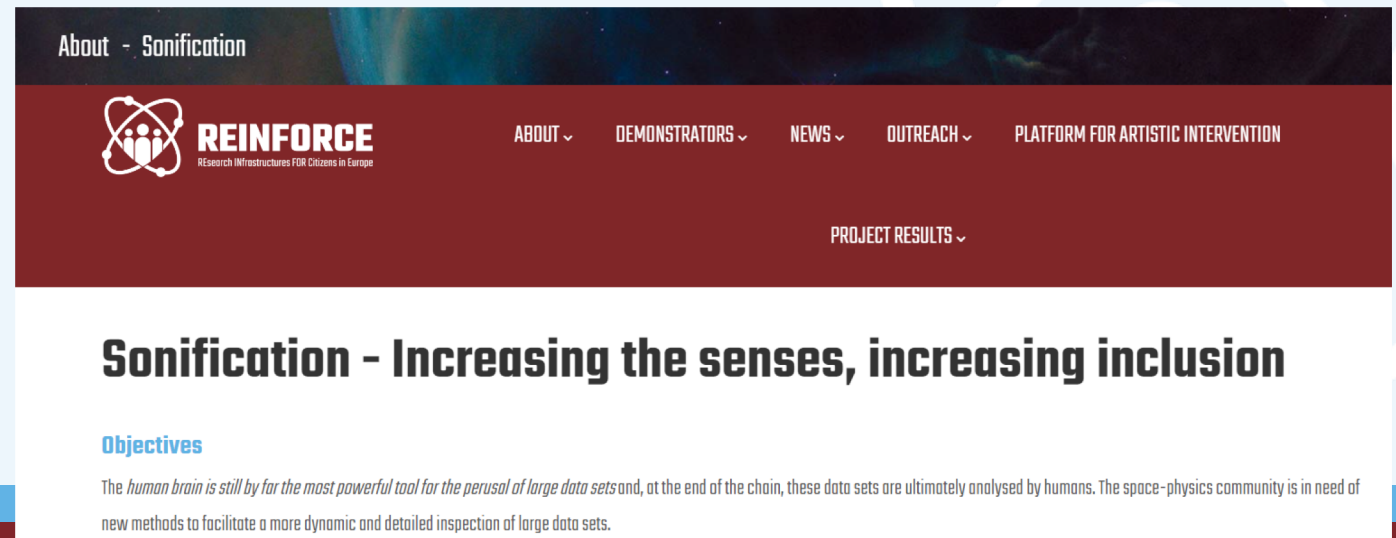 About - Sonification
REINFORCE
REsearch INfrastructures FOR Citizens in Europe
ABOUT
DEMONSTRATORS
NEWS
OUTREACH
PLATFORM FOR ARTISTIC INTERVENTION
PROJECT RESULTS
Sonification - Increasing the senses, increasing inclusion
Objectives
The human brain is still by far the most powerful tool for the perusal of large data sets and, at the end of the chain, these data sets are ultimately analysed by humans. The space-physics community is in need of
new methods to facilitate a more dynamic and detailed inspection of large data sets.